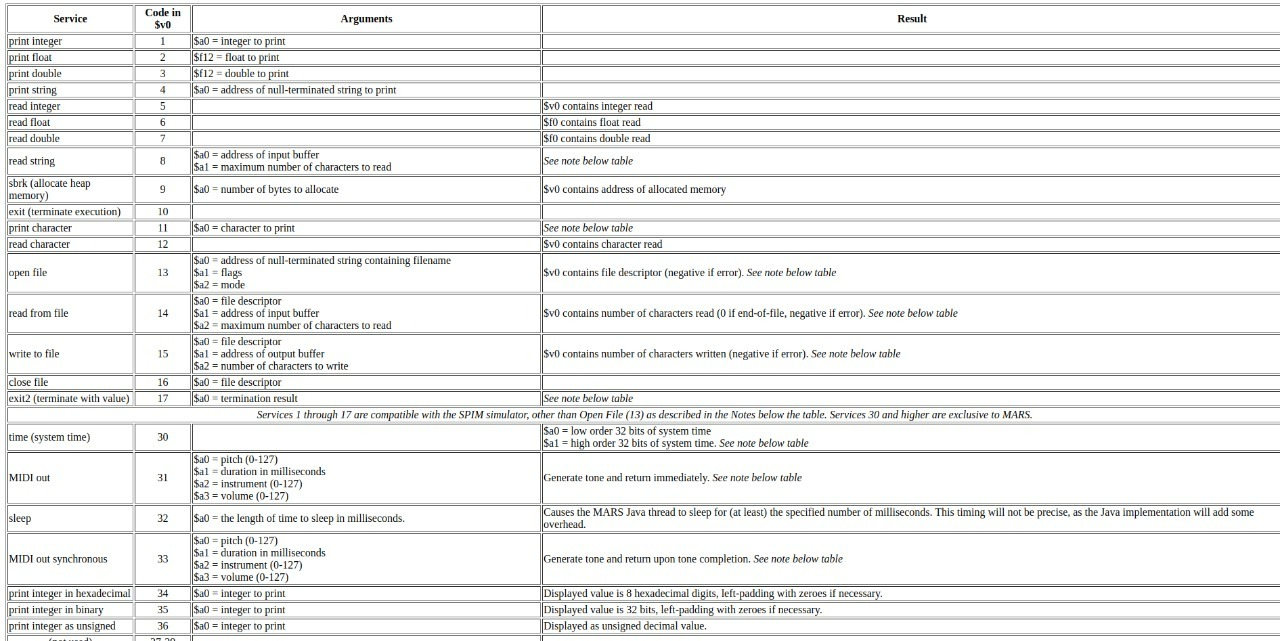 Service Code in $v0 Arguments Result
print integer 1 $a0 = integer to print
print float 2 $f12 = float to print
print double 3 $f12 = double to print
print string 4 $a0 = address of null-terminated string to print
read integer 5 $v0 contains integer read
read float 6 $f0 contains float read
read double 7 $f0 contains double read
read string 8 $a0 = address of input buffer
$a1 = maximum number of characters to read
See note below table
sbrk (allocate heap
memory)
9 $a0 = number of bytes to allocate $v0 contains address of allocated memory
exit (terminate execution) 10
print character 11 $a0 = character to print See note below table
read character 12 $v0 contains character read
open file 13 $a0 = address of null-terminated string containing filename
$a1 = flags
$a2 = mode
$v0 contains file descriptor (negative if error). See note below table
read from file 14 $a0 = file descriptor
$a1 = address of input buffer
$a2 = maximum number of characters to read
$v0 contains number of characters read (0 if end-of-file, negative if error). See note below table
write to file 15 $a0 = file descriptor
$a1 = address of output buffer
$a2 = number of characters to write
$v0 contains number of characters written (negative if error). See note below table
close file 16 $a0 = file descriptor
exit2 (terminate with value) 17 $a0 = termination result See note below table
Services 1 through 17 are compatible with the SPIM simulator, other than Open File (13) as described in the Notes below the table. Services 30 and higher are exclusive to MARS.
time (system time) 30 $a0 = low order 32 bits of system time
$a1 = high order 32 bits of system time. See note below table
MIDI out 31 $a0 = pitch (0-127)
$a1 = duration in milliseconds
$a2 = instrument (0-127)
$a3 = volume (0-127)
Generate tone and return immediately. See note below table
sleep 32 $a0 = the length of time to sleep in milliseconds. Causes the MARS Java thread to sleep for (at least) the specified number of milliseconds. This timing will not be precise, as the Java implementation will add some
overhead.
MIDI out synchronous 33 $a0 = pitch (0-127)
$a1 = duration in milliseconds
$a2 = instrument (0-127)
$a3 = volume (0-127)
Generate tone and return upon tone completion. See note below table
print integer in hexadecimal 34 $a0 = integer to print Displayed value is 8 hexadecimal digits, left-padding with zeroes if necessary.
print integer in binary 35 $a0 = integer to print Displayed value is 32 bits, left-padding with zeroes if necessary.
print integer as unsigned 36 $a0 = integer to print Displayed as unsigned decimal value.